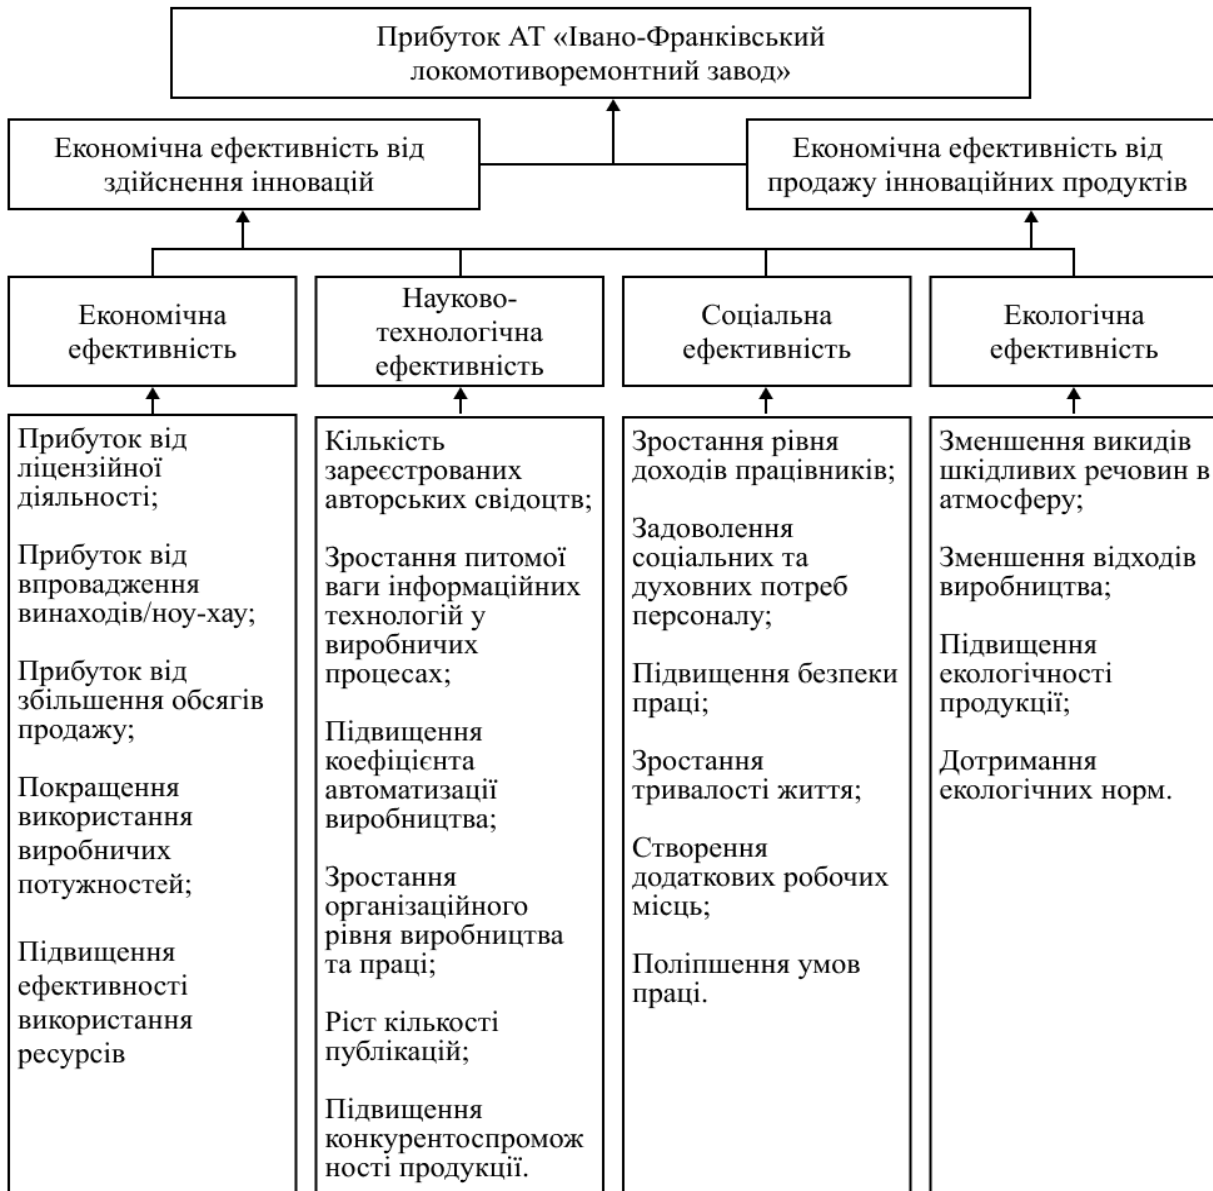 Прибуток АТ «Івано-Франківський
локомотиворемонтний завод»
Економічна ефективність від
здійснення інновацій
Економічна ефективність від
продажу інноваційних продуктів
Економічна
ефективність
Науково-
технологічна
ефективність
Соціальна
ефективність
Екологічна
ефективність
Прибуток від
ліцензійної
діяльності;
Прибуток від
впровадження
винаходів/ноу-хау;
Прибуток від
збільшення обсягів
продажу;
Покращення
використання
виробничих
потужностей;
Підвищення
ефективності
використання
ресурсів
Кількість
зареєстрованих
авторських свідоцтв;
Зростання питомої
ваги інформаційних
технологій у
виробничих
процесах;
Підвищення
коефіцієнта
автоматизації
виробництва;
Зростання
організаційного
рівня виробництва
та праці;
Ріст кількості
публікацій;
Підвищення
конкурентоспромож
ності продукції.
Зростання рівня
доходів працівників;
Задоволення
соціальних та
духовних потреб
персоналу;
Підвищення безпеки
праці;
Зростання
тривалості життя;
Створення
додаткових робочих
місць;
Поліпшення умов
праці.
Зменшення викидів
шкідливих речовин в
атмосферу;
Зменшення відходів
виробництва;
Підвищення
екологічності
продукції;
Дотримання
екологічних норм.